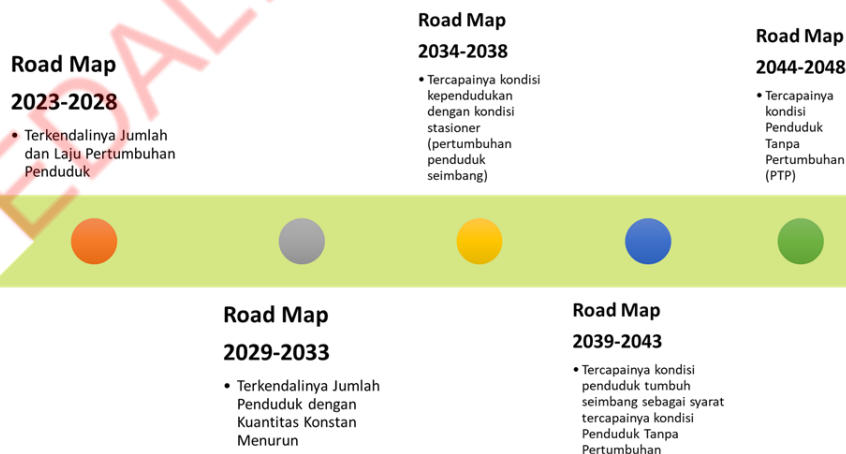 Road Map
2023-2028
• Terkendalinya Jumlah
dan Laju Pertumbuhan
Penduduk
Road Map
2029-2033
• Terkendalinya Jumlah
Penduduk dengan
Kuantitas Konstan
Menurun
Road Map
2034-2038
• Tercapainya kondisi
kependudukan
dengan kondisi
stasioner
(pertumbuhan
penduduk
seimbang)
Road Map
2039-2043
• Tercapainya kondisi
penduduk tumbuh
seimbang sebagai syarat
tercapainya kondisi
Penduduk Tanpa
Pertumbuhan
Road Map
2044-2048
• Tercapainya
kondisi
Penduduk
Tanpa
Pertumbuhan
(PTP)